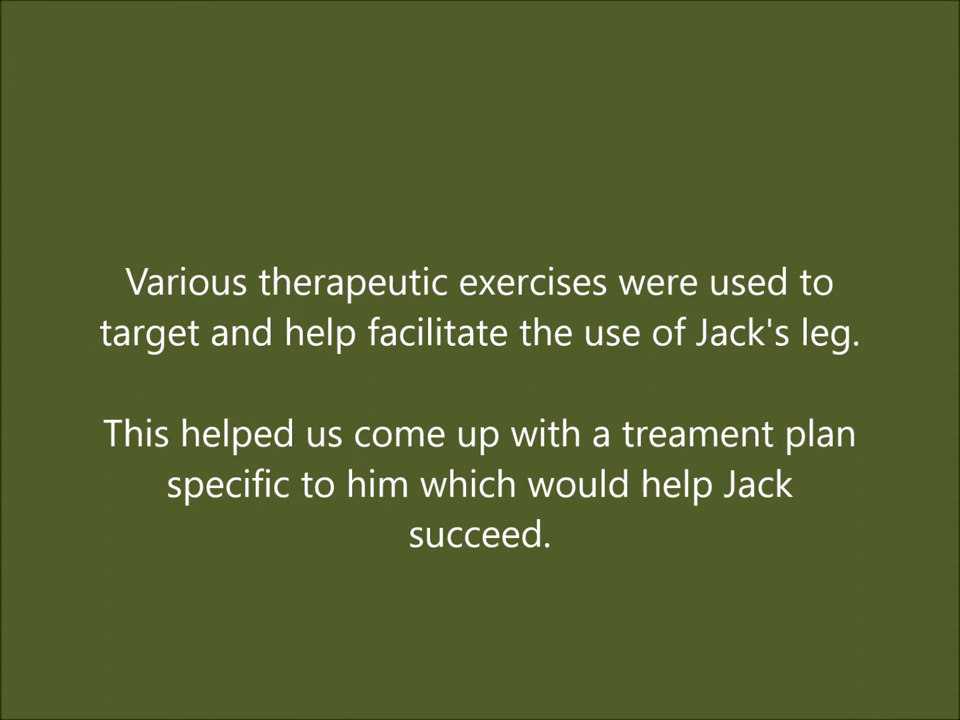 Various therapeutic exercises were used to
target and help facilitate the use of Jack's leg.
This helped us come up with a treament plan
specific to him which would help Jack
succeed.